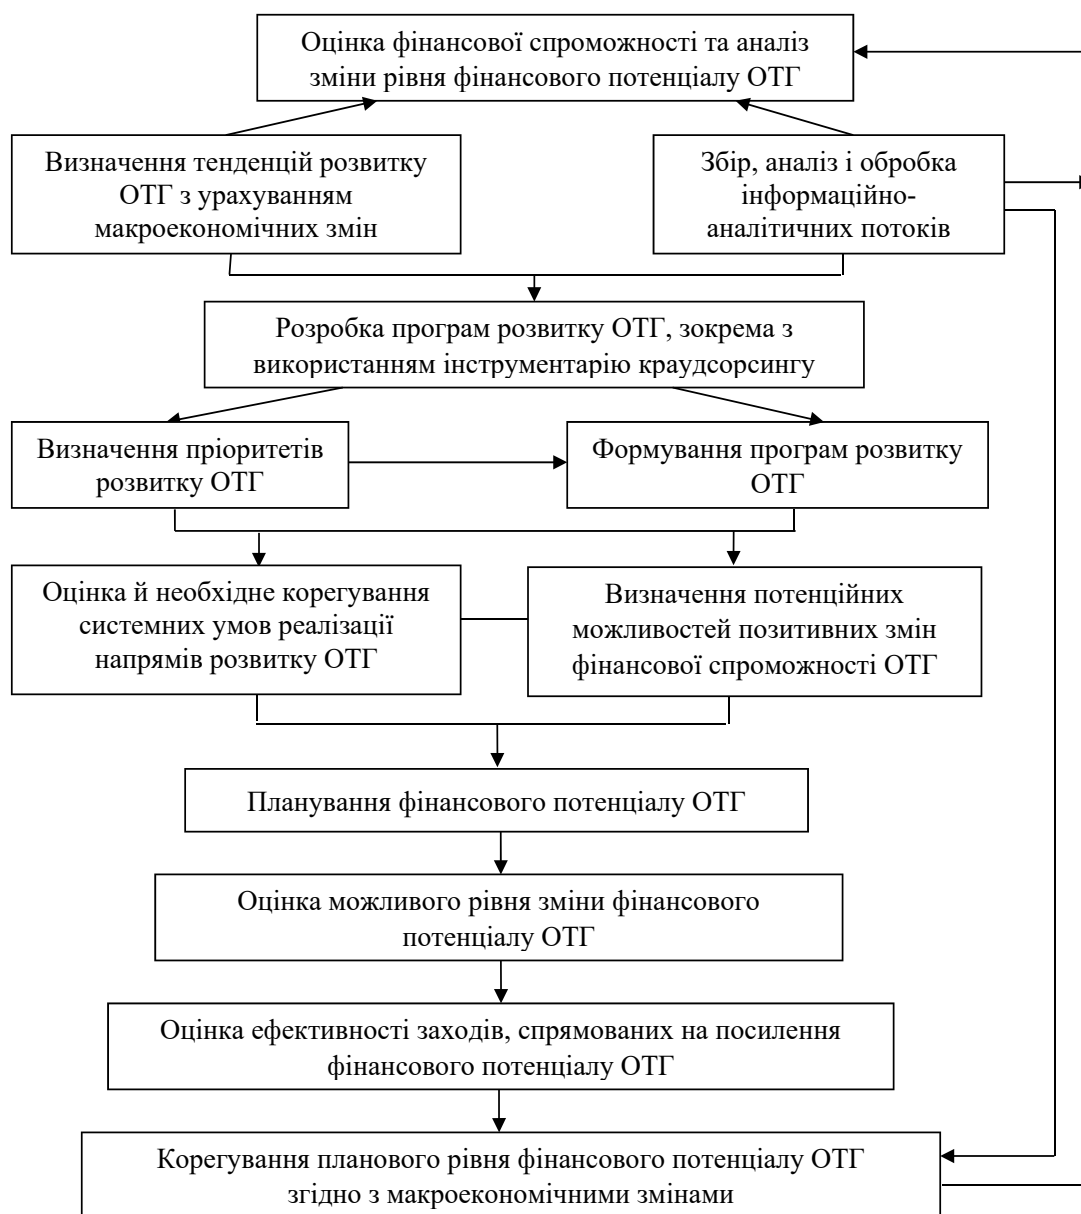 Оцінка фінансової спроможності та аналіз
зміни рівня фінансового потенціалу ОТГ
Визначення тенденцій розвитку
ОТГ з урахуванням
макроекономічних змін
Збір, аналіз і обробка
інформаційно-
аналітичних потоків
Розробка програм розвитку ОТГ, зокрема з
використанням інструментарію краудсорсингу
Визначення пріоритетів
розвитку ОТГ
Формування програм розвитку
ОТГ
Оцінка й необхідне корегування
системних умов реалізації
напрямів розвитку ОТГ
Визначення потенційних
можливостей позитивних змін
фінансової спроможності ОТГ
Планування фінансового потенціалу ОТГ
Оцінка можливого рівня зміни фінансового
потенціалу ОТГ
Оцінка ефективності заходів, спрямованих на посилення
фінансового потенціалу ОТГ
Корегування планового рівня фінансового потенціалу ОТГ
згідно з макроекономічними змінами